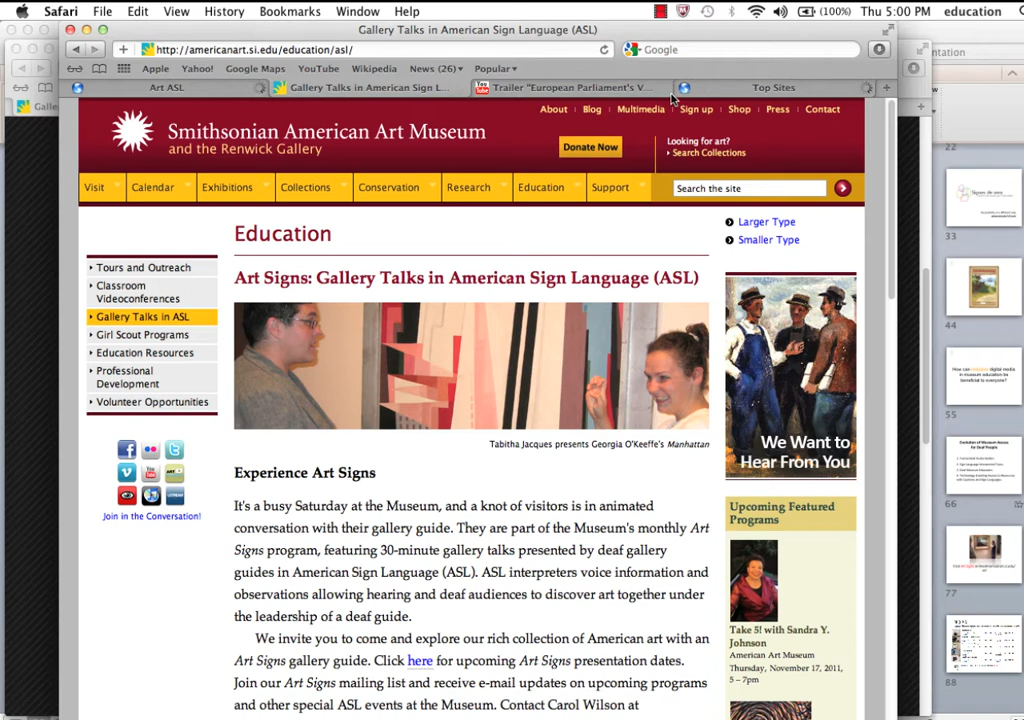 Safari File Edit View History Bookmarks Window Help (100%) Thu 5:00 PM education
Gallery Talks in American Sign Language (ASL)
http://americanart.si.edu/education/asl/ Google
Apple Yahoo! Google Maps YouTube Wikipedia News (26) Popular
Art ASL Gallery Talks in American Sign L... Trailer "European Parliament's V... Top Sites
About Blog Multimedia Sign up Shop Press Contact
Smithsonian American Art Museum
and the Renwick Gallery
Donate Now
Looking for art?
Search Collections
Visit Calendar Exhibitions Collections Conservation Research Education Support Search the site
Education
Larger Type
Smaller Type
Tours and Outreach
Classroom
Videoconferences
Gallery Talks in ASL
Girl Scout Programs
Education Resources
Professional
Development
Volunteer Opportunities
Join in the Conversation!
Art Signs: Gallery Talks in American Sign Language (ASL)
Tabitha Jacques presents Georgia O'Keeffe's Manhattan
Experience Art Signs
It's a busy Saturday at the Museum, and a knot of visitors is in animated
conversation with their gallery guide. They are part of the Museum's monthly Art
Signs program, featuring 30-minute gallery talks presented by deaf gallery
guides in American Sign Language (ASL). ASL interpreters voice information and
observations allowing hearing and deaf audiences to discover art together under
the leadership of a deaf guide.
We invite you to come and explore our rich collection of American art with an
Art Signs gallery guide. Click here for upcoming Art Signs presentation dates.
Join our Art Signs mailing list and receive e-mail updates on upcoming programs
and other special ASL events at the Museum. Contact Carol Wilson at
We Want to
Hear From You
Upcoming Featured
Programs
Take 5! with Sandra Y.
Johnson
American Art Museum
Thursday, November 17, 2011,
5 – 7pm
ntation
22
33
44
55
66
77
88